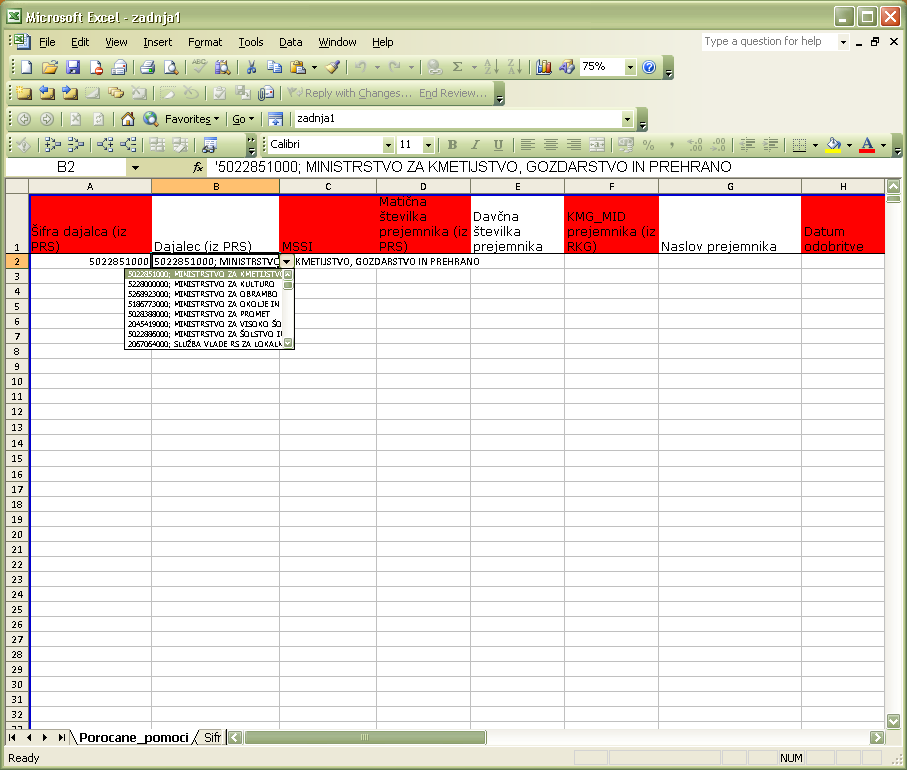 Microsoft Excel - zadnja1
File Edit View Insert Format Tools Data Window Help
Type a question for help
75%
Reply with Changes... End Review...
Favorites Go zadnja1
Calibri 11 B I U
B2 fx '5022851000; MINISTRSTVO ZA KMETIJSTVO, GOZDARSTVO IN PREHRANO
A B C D E F G H
1
Šifra dajalca (iz PRS)
Dajalec (iz PRS)
MSSI
Matična številka prejemnika (iz PRS)
Davčna številka prejemnika
KMG_MID prejemnika (iz RKG)
Naslov prejemnika
Datum odobritve
2 5022851000 5022851000; MINISTRSTVO KMETIJSTVO, GOZDARSTVO IN PREHRANO
5022851000; MINISTRSTVO ZA KMETIJSTVO
5228000000; MINISTRSTVO ZA KULTURO
5268923000; MINISTRSTVO ZA OBRAMBO
5186773000; MINISTRSTVO ZA OKOLJE IN
5028388000; MINISTRSTVO ZA PROMET
2045419000; MINISTRSTVO ZA VISOKO ŠO
5022886000; MINISTRSTVO ZA ŠOLSTVO IN
2067064000; SLUŽBA VLADE RS ZA LOKALN
3
4
5
6
7
8
9
10
11
12
13
14
15
16
17
18
19
20
21
22
23
24
25
26
27
28
29
30
31
32
Porocane_pomoci Sifr
Ready NUM